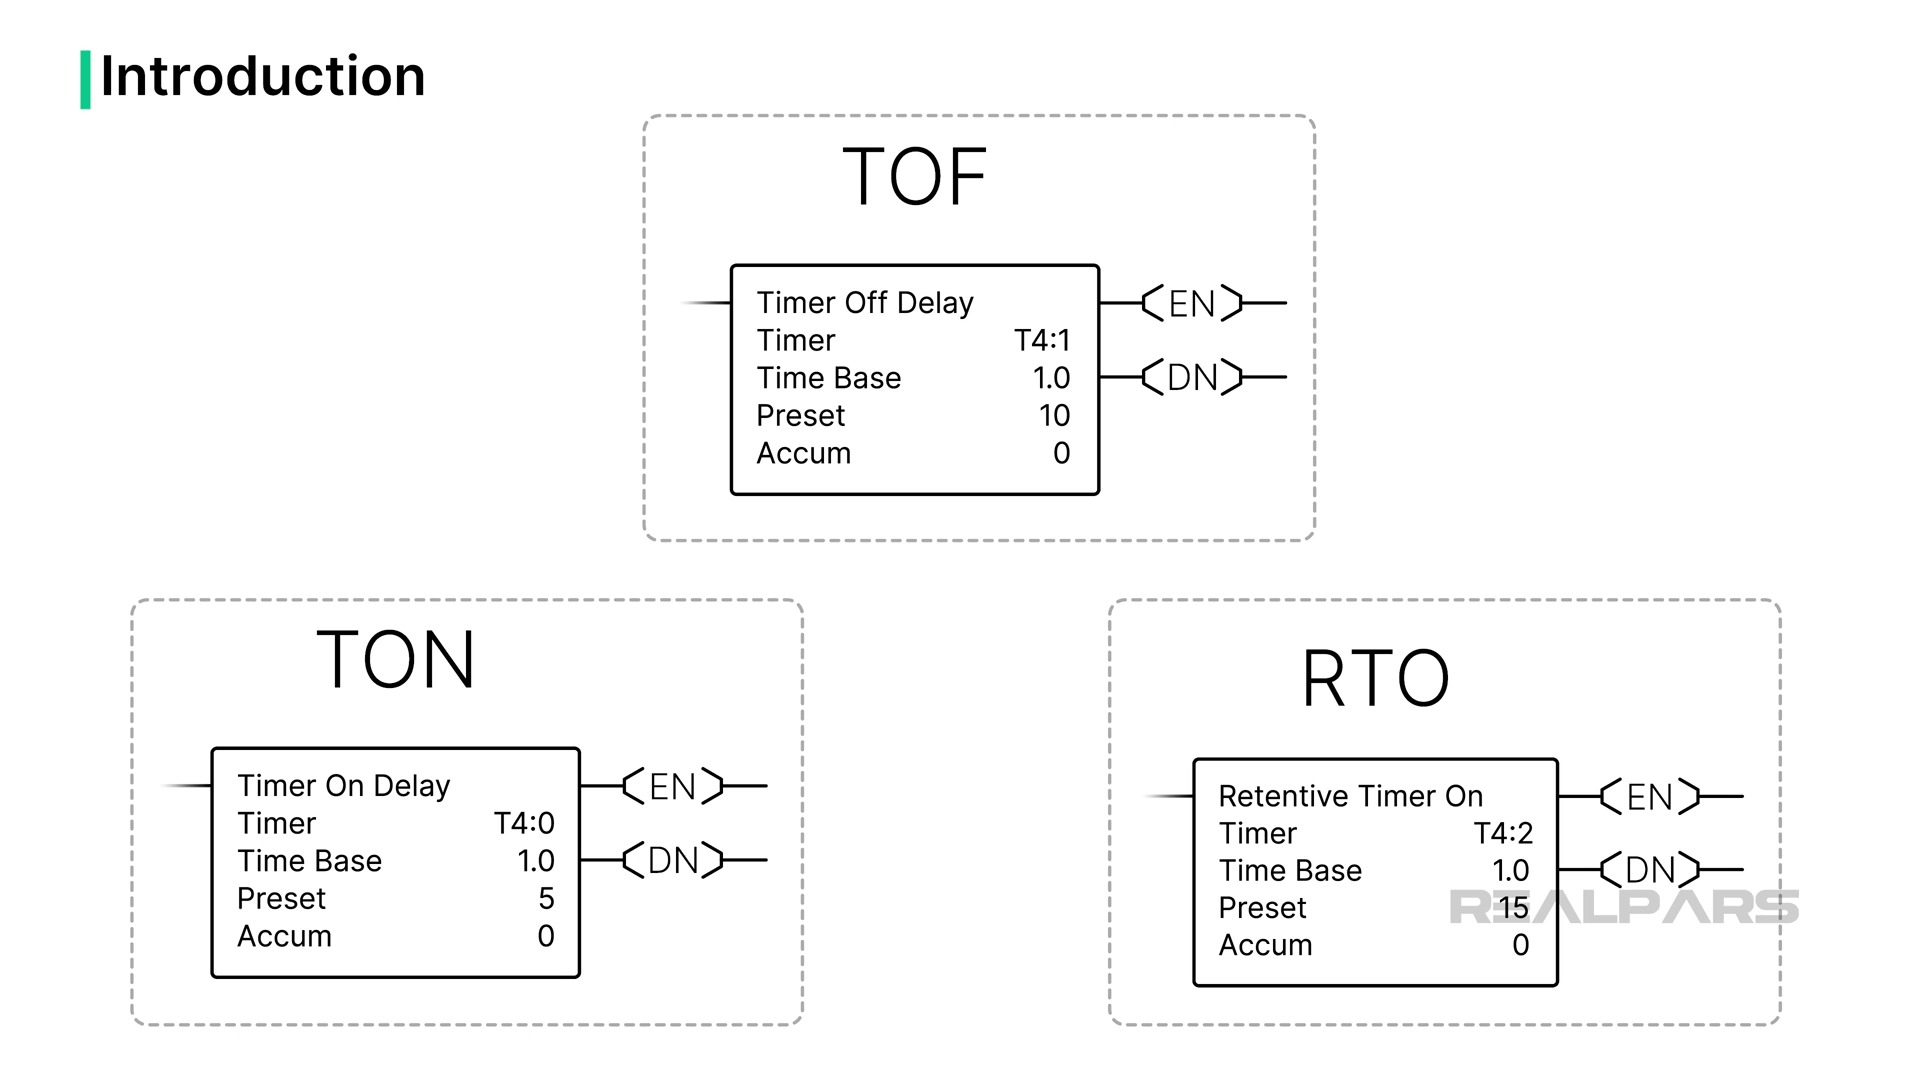 Introduction
TOF
Timer Off Delay
Timer T4:1
Time Base 1.0
Preset 10
Accum 0
EN
DN
TON
Timer On Delay
Timer T4:0
Time Base 1.0
Preset 5
Accum 0
EN
DN
RTO
Retentive Timer On
Timer T4:2
Time Base 1.0
Preset 15
Accum 0
EN
DN
REALPARS